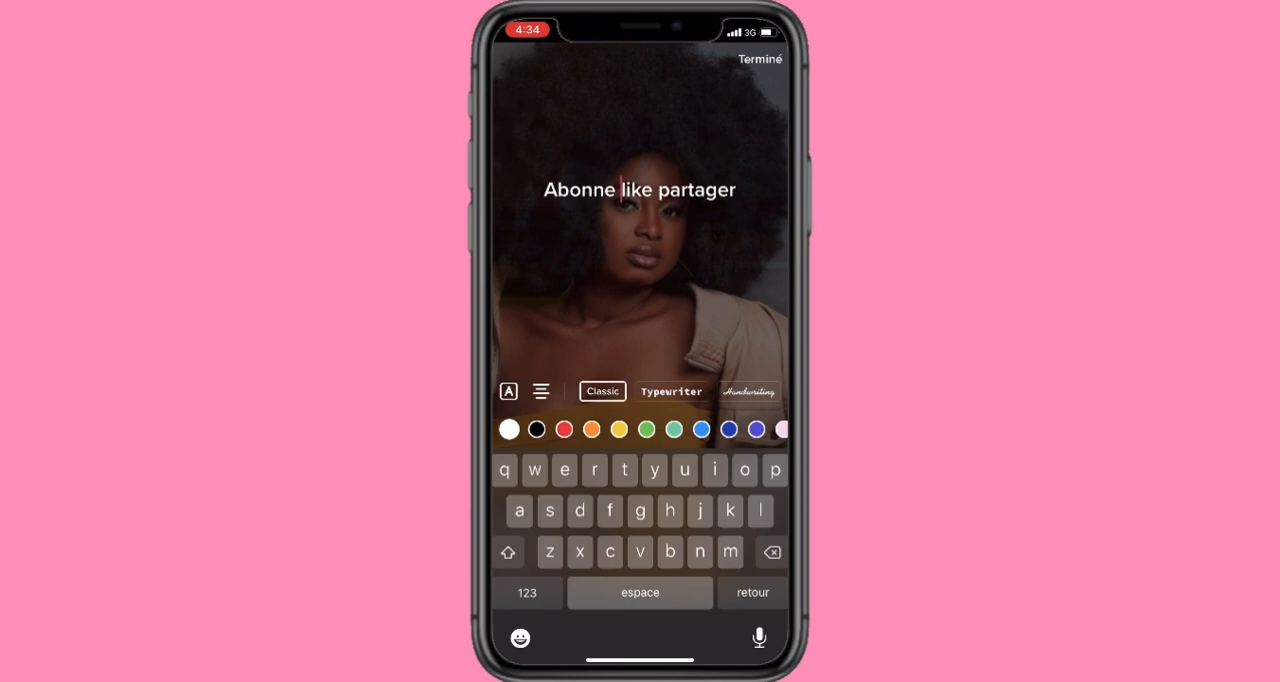 4:34
3G
Terminé
Abonne like partager
A
Classic Typewriter Handwriting
q w e r t y u i o p
a s d f g h j k l
z x c v b n m
123 espace retour